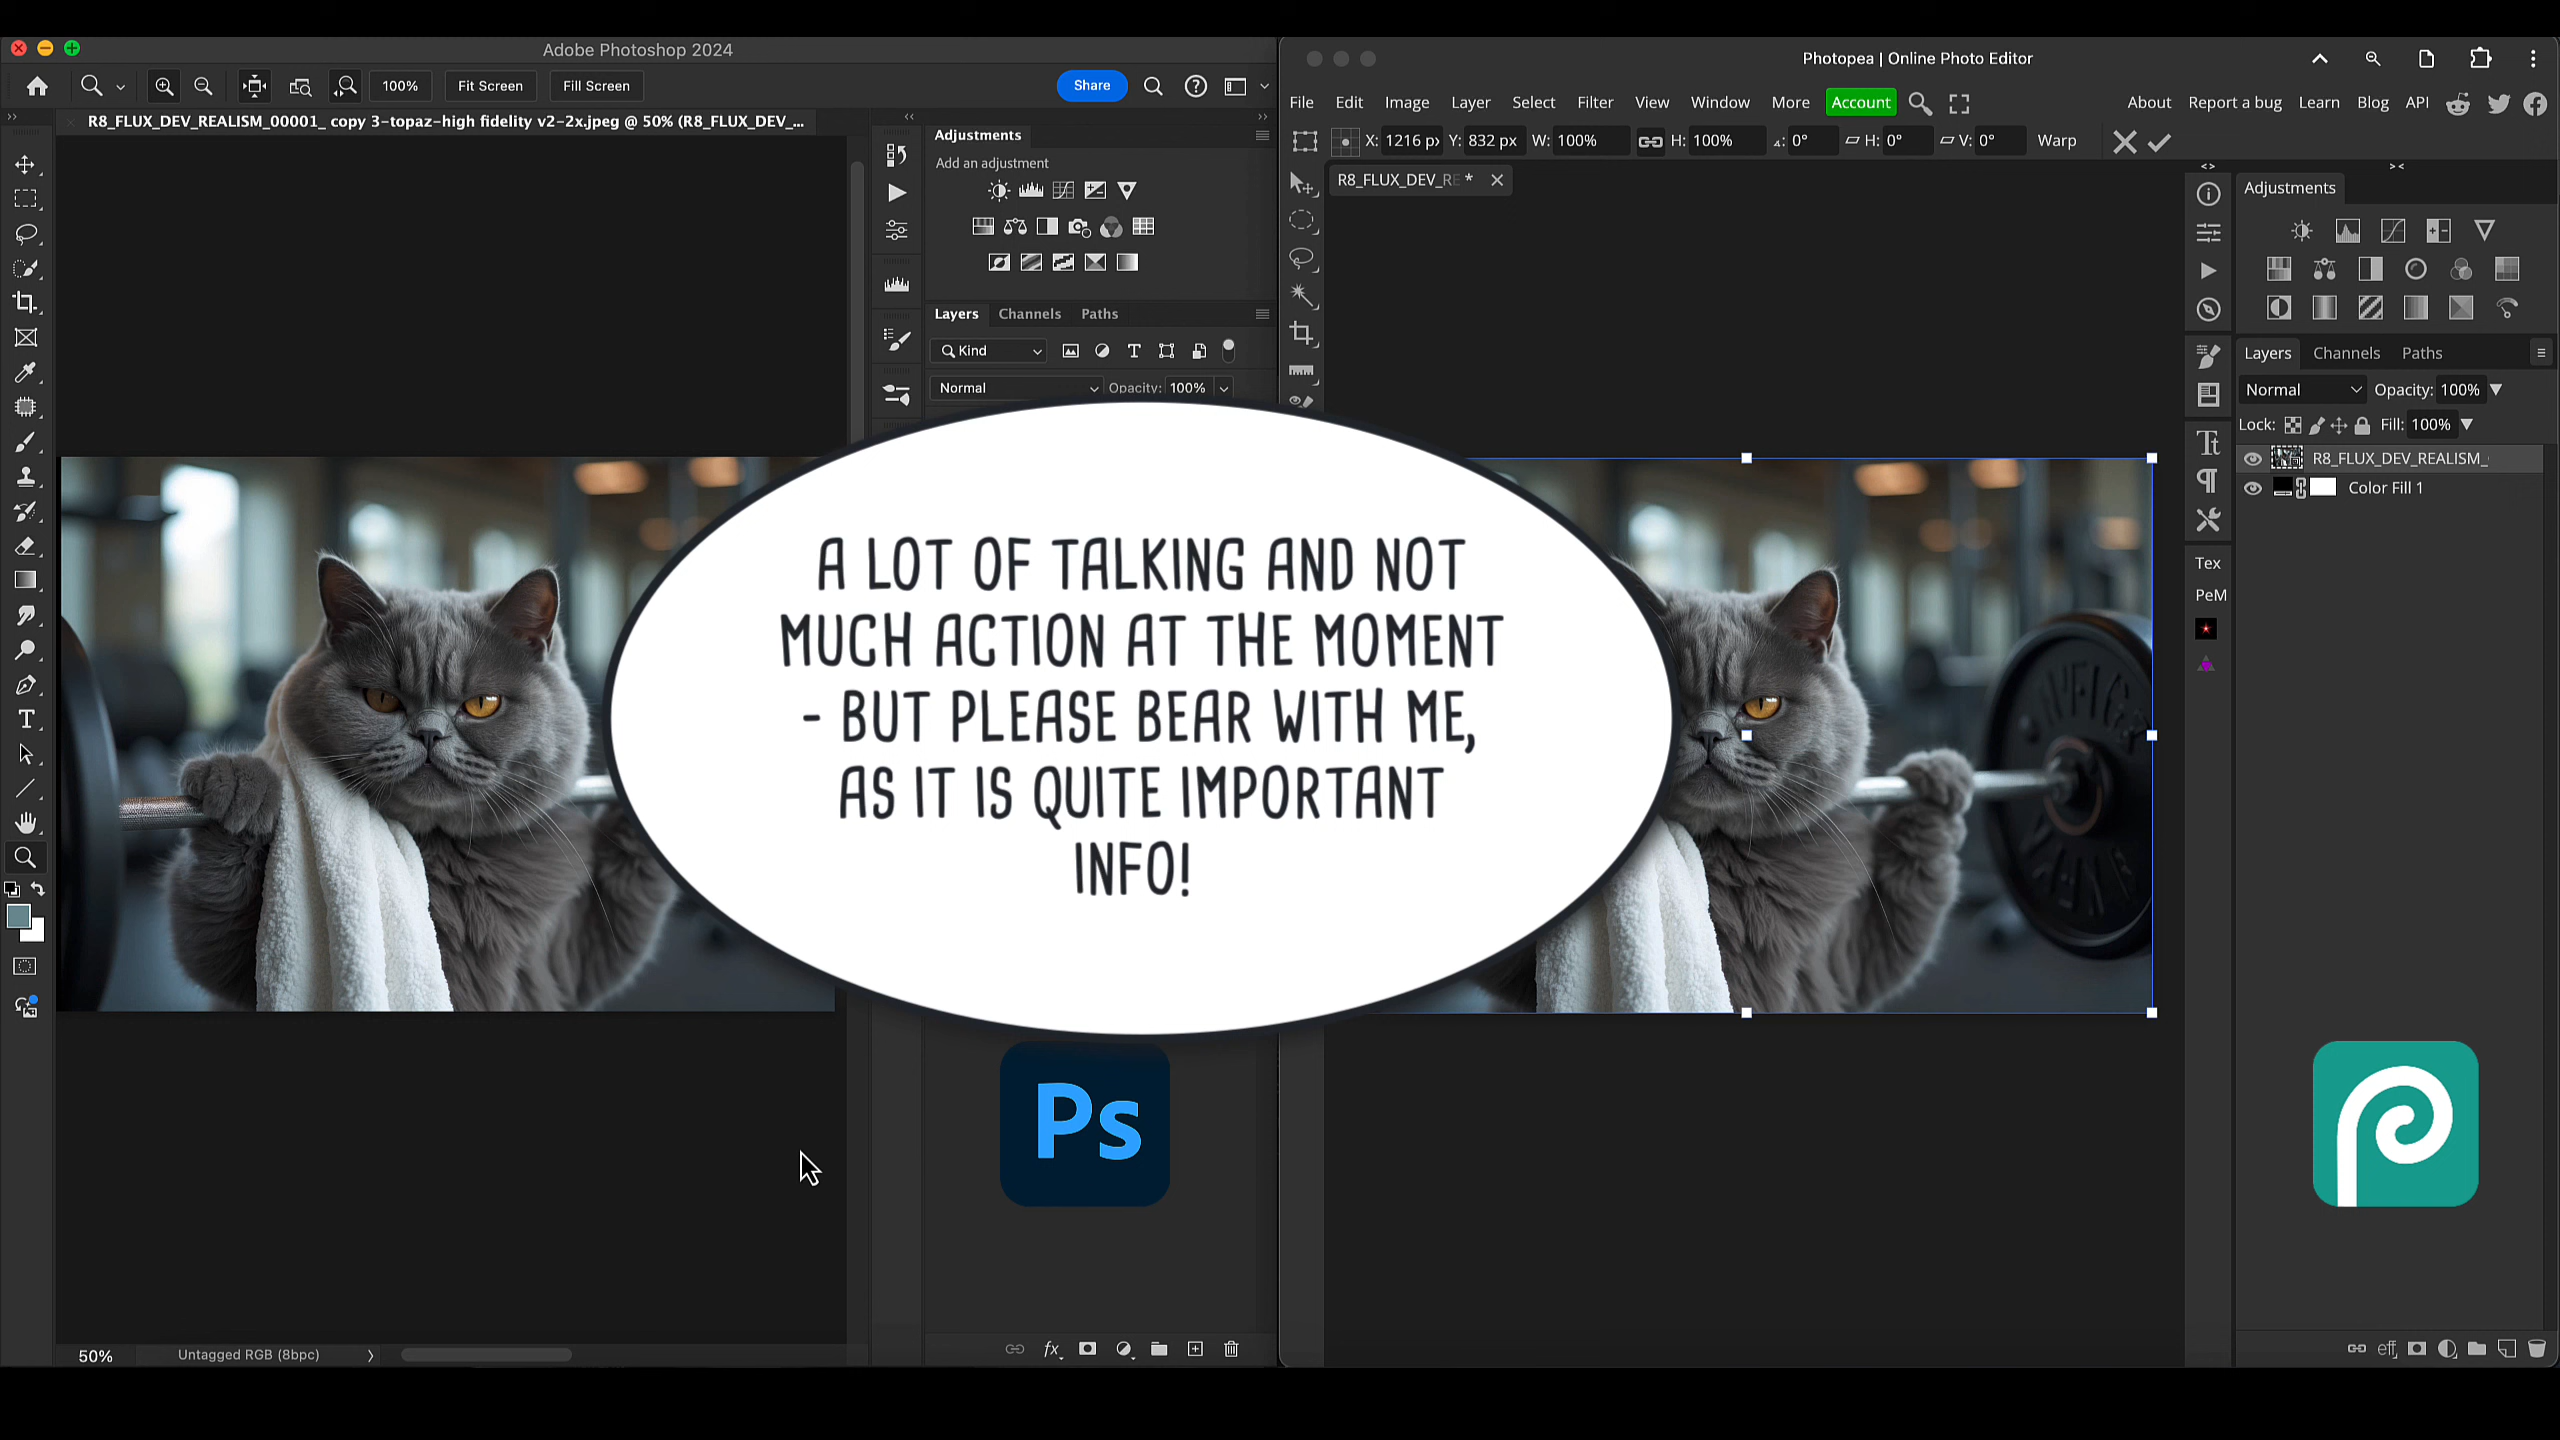 Adobe Photoshop 2024
100%
Fit Screen
Fill Screen
Share
R8_FLUX_DEV_REALISM_00001_ copy 3-topaz-high fidelity v2-2x.jpeg @ 50% (R8_FLUX_DEV_...
Adjustments
Add an adjustment
Layers Channels Paths
Kind
Normal Opacity: 100%
A LOT OF TALKING AND NOT
MUCH ACTION AT THE MOMENT
- BUT PLEASE BEAR WITH ME,
AS IT IS QUITE IMPORTANT
INFO!
Ps
50% Untagged RGB (8bpc)
fx
Photopea | Online Photo Editor
File Edit Image Layer Select Filter View Window More Account
About Report a bug Learn Blog API
X: 1216 px Y: 832 px W: 100% H: 100% 0° H: 0° V: 0° Warp
R8_FLUX_DEV_RE *
Adjustments
Layers Channels Paths
Normal Opacity: 100%
Lock: Fill: 100%
R8_FLUX_DEV_REALISM_
Color Fill 1
Tex
PeM
eff